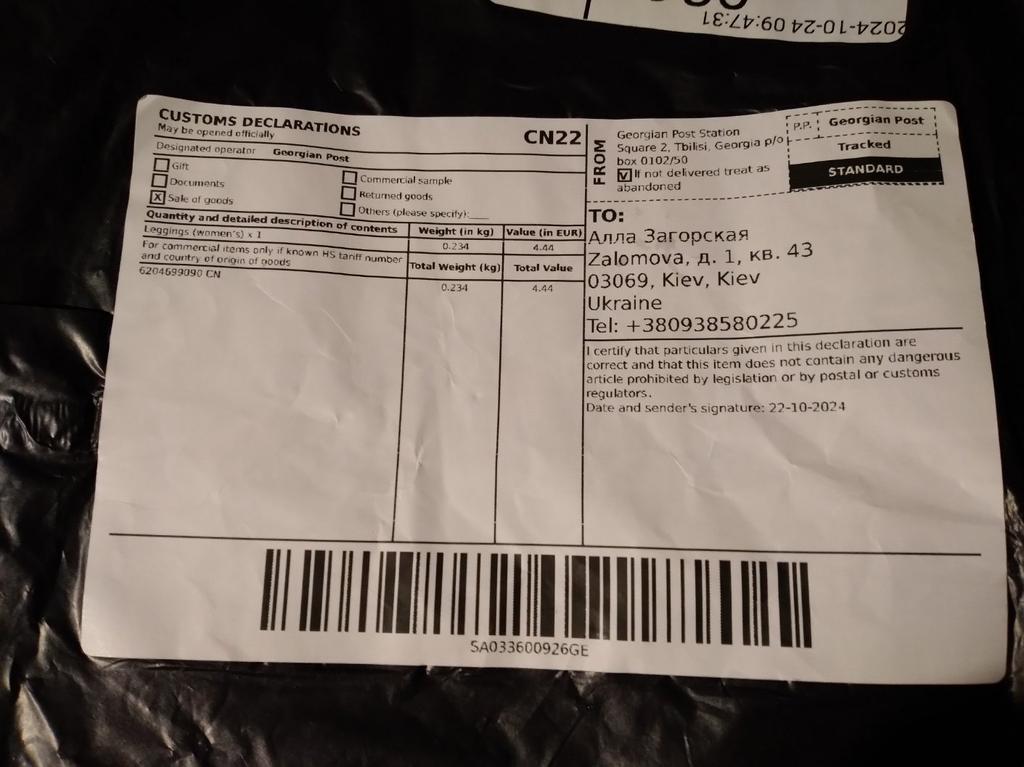 2024-10-24 09:47:31
CUSTOMS DECLARATIONS
May be opened officially
CN22
Designated operator Georgian Post
Gift
Documents
X Sale of goods
Commercial sample
Returned goods
Others (please specify):____
Quantity and detailed description of contents
Weight (in kg)
Value (in EUR)
Leggings (women's) x 1
0.234
4.44
For commercial items only if known HS tariff number
and country of origin of goods
Total Weight (kg)
Total Value
6204699090 CN
0.234
4.44
FROM
Georgian Post Station
Square 2, Tbilisi, Georgia p/o
box 0102/50
If not delivered treat as
abandoned
P.P.
Georgian Post
Tracked
STANDARD
TO:
Алла Загорская
Zalomova, д. 1, кв. 43
03069, Kiev, Kiev
Ukraine
Tel: +380938580225
I certify that particulars given in this declaration are
correct and that this item does not contain any dangerous
article prohibited by legislation or by postal or customs
regulators.
Date and sender's signature: 22-10-2024
SA033600926GE